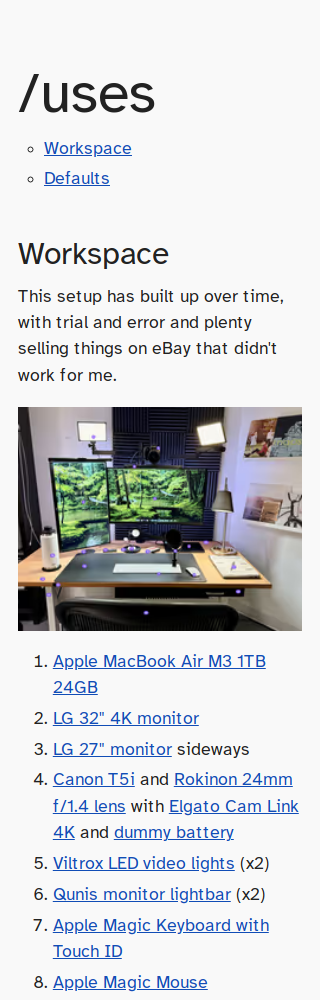 /uses
Workspace
Defaults
Workspace
This setup has built up over time,
with trial and error and plenty
selling things on eBay that didn't
work for me.
1. Apple MacBook Air M3 1TB
24GB
2. LG 32" 4K monitor
3. LG 27" monitor sideways
4. Canon T5i and Rokinon 24mm
f/1.4 lens with Elgato Cam Link
4K and dummy battery
5. Viltrox LED video lights (x2)
6. Qunis monitor lightbar (x2)
7. Apple Magic Keyboard with
Touch ID
8. Apple Magic Mouse